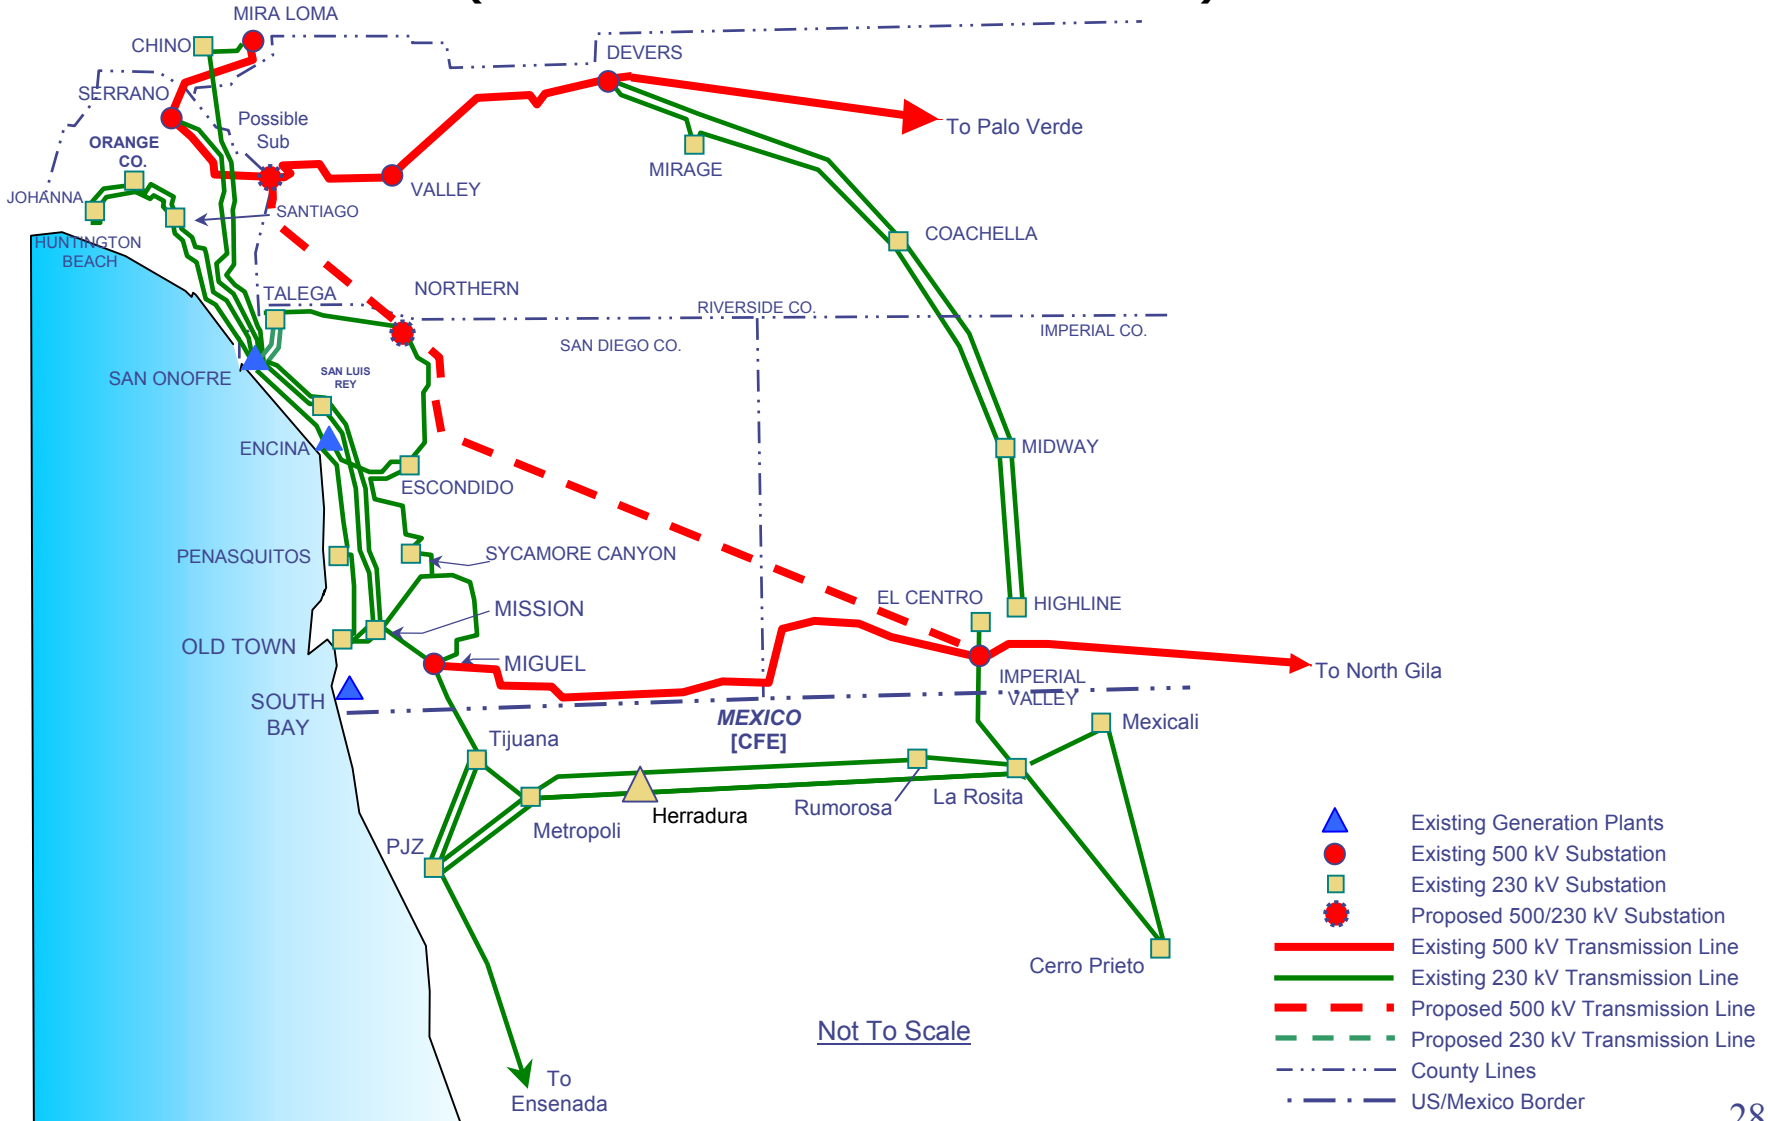 MIRA LOMA
CHINO
DEVERS
SERRANO
Possible
Sub
To Palo Verde
ORANGE
CO.
MIRAGE
VALLEY
JOHANNA
SANTIAGO
COACHELLA
HUNTINGTON
BEACH
TALEGA
NORTHERN
RIVERSIDE CO.
IMPERIAL CO.
SAN DIEGO CO.
SAN ONOFRE
SAN LUIS
REY
ENCINA
MIDWAY
ESCONDIDO
PENASQUITOS
SYCAMORE CANYON
EL CENTRO
HIGHLINE
MISSION
OLD TOWN
MIGUEL
To North Gila
IMPERIAL
VALLEY
SOUTH
BAY
MEXICO
[CFE]
Mexicali
Tijuana
La Rosita
Rumorosa
Herradura
Metropoli
PJZ
Cerro Prieto
Not To Scale
To
Ensenada
Existing Generation Plants
Existing 500 kV Substation
Existing 230 kV Substation
Proposed 500/230 kV Substation
Existing 500 kV Transmission Line
Existing 230 kV Transmission Line
Proposed 500 kV Transmission Line
Proposed 230 kV Transmission Line
County Lines
US/Mexico Border
28